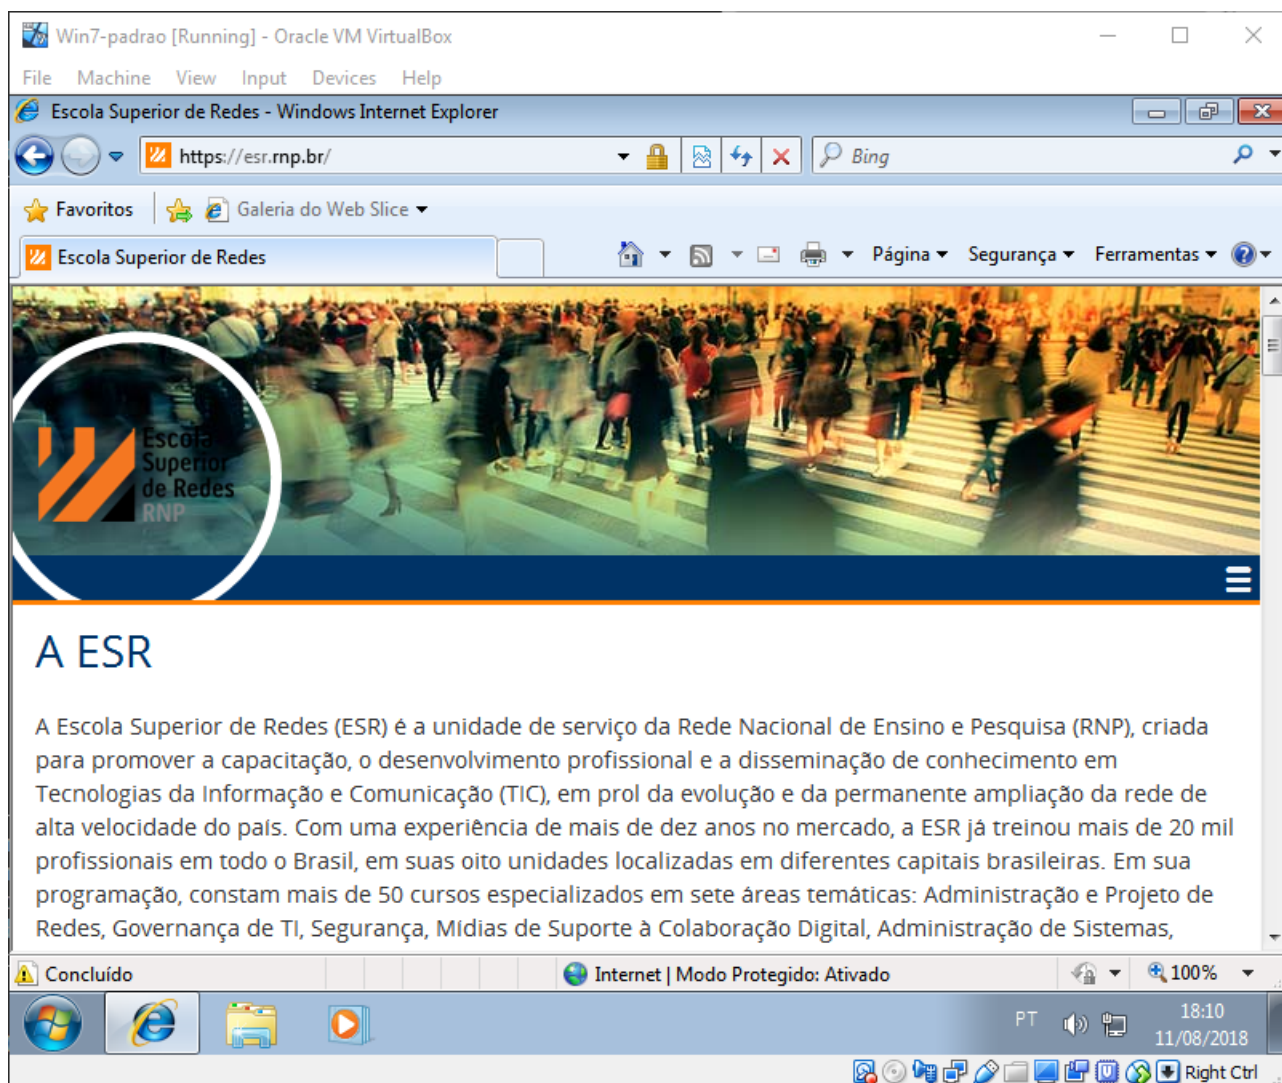 Win7-padrao [Running] - Oracle VM VirtualBox
File Machine View Input Devices Help
Escola Superior de Redes - Windows Internet Explorer
https://esr.rnp.br/
Bing
Favoritos
Galeria do Web Slice
Escola Superior de Redes
Página Segurança Ferramentas
Escola
Superior
de Redes
RNP
A ESR
A Escola Superior de Redes (ESR) é a unidade de serviço da Rede Nacional de Ensino e Pesquisa (RNP), criada
para promover a capacitação, o desenvolvimento profissional e a disseminação de conhecimento em
Tecnologias da Informação e Comunicação (TIC), em prol da evolução e da permanente ampliação da rede de
alta velocidade do país. Com uma experiência de mais de dez anos no mercado, a ESR já treinou mais de 20 mil
profissionais em todo o Brasil, em suas oito unidades localizadas em diferentes capitais brasileiras. Em sua
programação, constam mais de 50 cursos especializados em sete áreas temáticas: Administração e Projeto de
Redes, Governança de TI, Segurança, Mídias de Suporte à Colaboração Digital, Administração de Sistemas,
Concluído
Internet | Modo Protegido: Ativado
100%
PT
18:10
11/08/2018
Right Ctrl